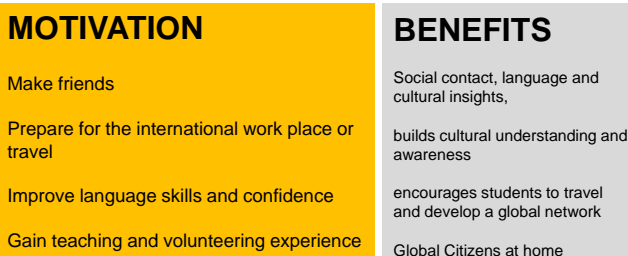 MOTIVATION
Make friends
Prepare for the international work place or
travel
Improve language skills and confidence
Gain teaching and volunteering experience
BENEFITS
Social contact, language and
cultural insights,
builds cultural understanding and
awareness
encourages students to travel
and develop a global network
Global Citizens at home